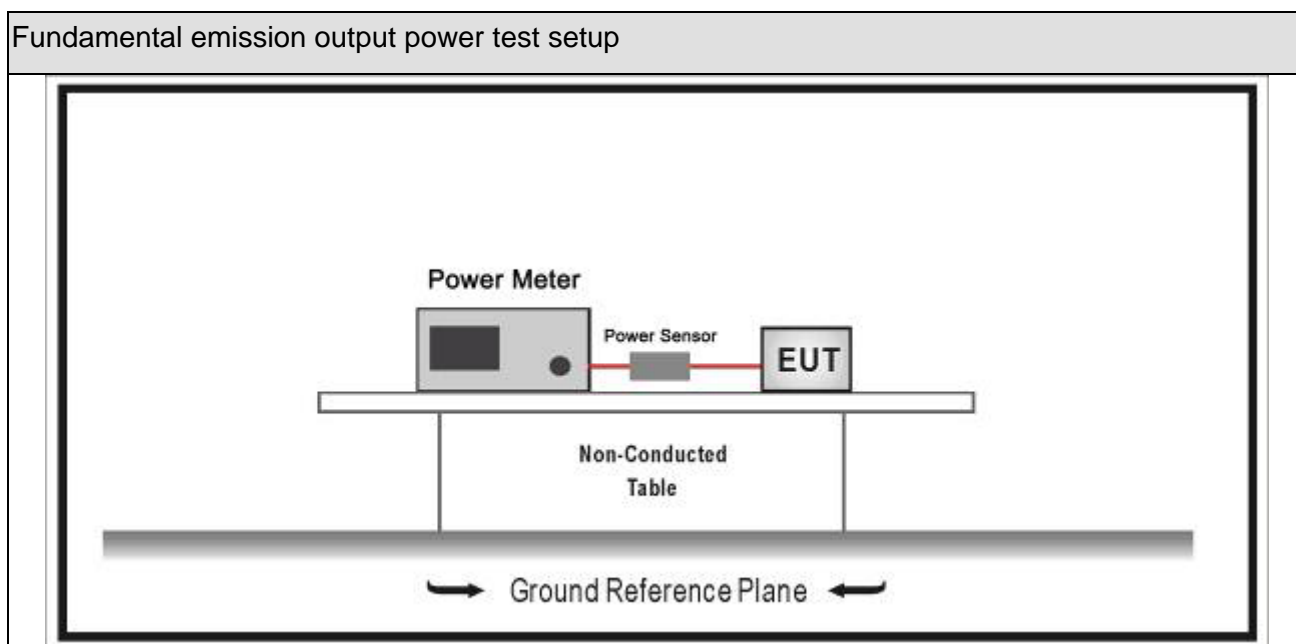 Fundamental emission output power test setup
Power Meter
Power Sensor
EUT
Non-Conducted
Table
Ground Reference Plane